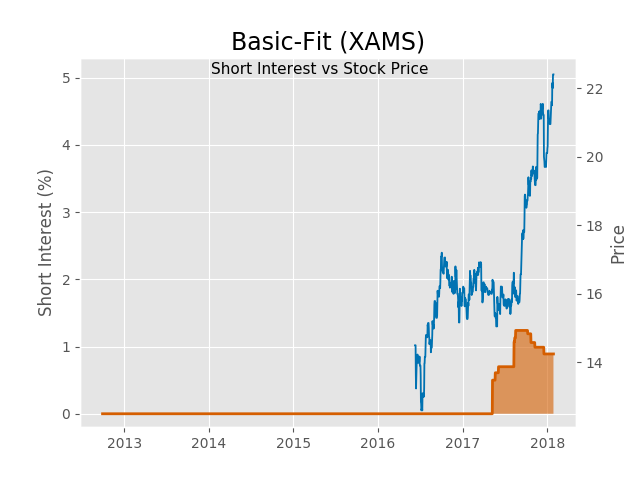 Basic-Fit (XAMS)
Short Interest vs Stock Price
5
4
3
2
1
0
Short Interest (%)
22
20
18
16
14
Price
2013 2014 2015 2016 2017 2018